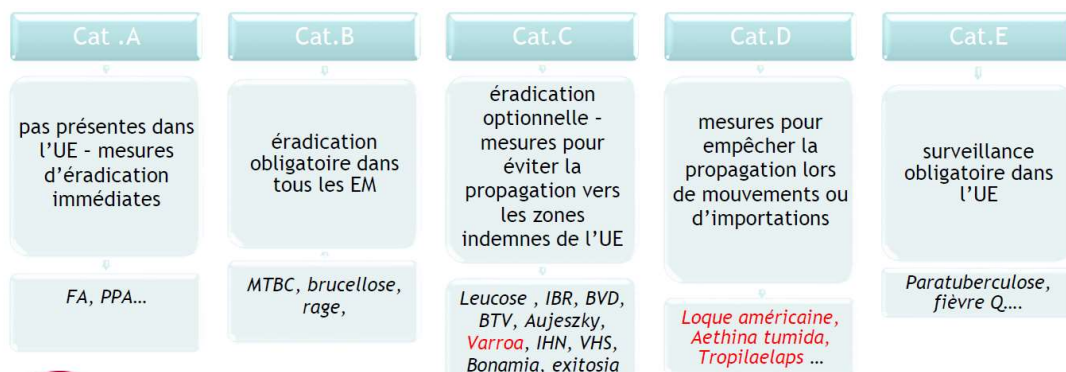 Cat .A
pas présentes dans
l’UE – mesures
d’éradication
immédiates
FA, PPA…
Cat.B
éradication
obligatoire dans
tous les EM
MTBC, brucellose,
rage,
Cat.C
éradication
optionnelle –
mesures pour
éviter la
propagation vers
les zones
indemnes de l’UE
Leucose , IBR, BVD,
BTV, Aujeszky,
Varroa, IHN, VHS,
Bonamia, exitosia
Cat.D
mesures pour
empêcher la
propagation lors
de mouvements ou
d’importations
Loque américaine,
Aethina tumida,
Tropilaelaps …
Cat.E
surveillance
obligatoire dans
l’UE
Paratuberculose,
fièvre Q….